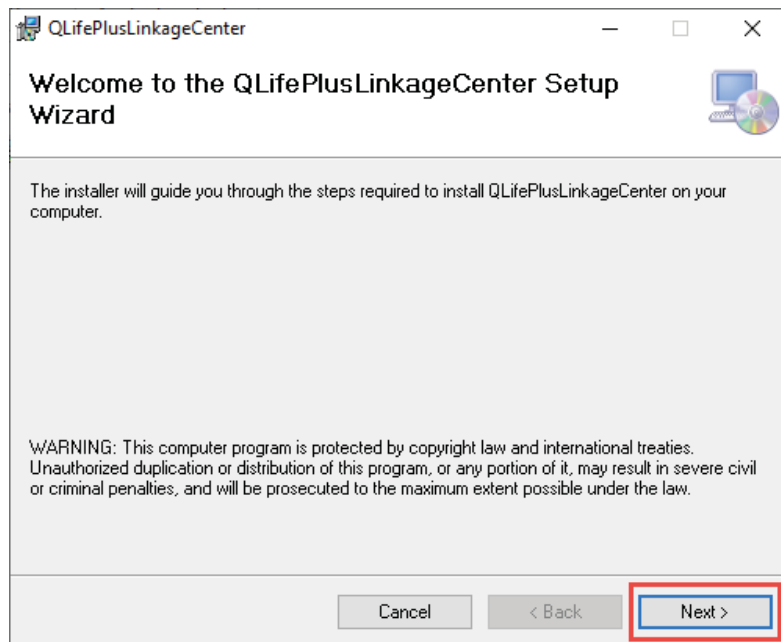 QLifePlusLinkageCenter
Welcome to the QLifePlusLinkageCenter Setup
Wizard
The installer will guide you through the steps required to install QLifePlusLinkageCenter on your
computer.
WARNING: This computer program is protected by copyright law and international treaties.
Unauthorized duplication or distribution of this program, or any portion of it, may result in severe civil
or criminal penalties, and will be prosecuted to the maximum extent possible under the law.
Cancel
< Back
Next >